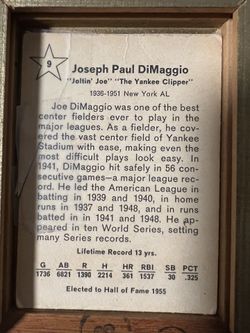 9
Joseph Paul DiMaggio
"Joltin' Joe" "The Yankee Clipper"
1936-1951 New York AL
Joe DiMaggio was one of the best
center fielders ever to play in the
major leagues. As a fielder, he cov-
ered the vast center field of Yankee
Stadium with ease, making even the
most difficult plays look easy. In
1941, DiMaggio hit safely in 56 con-
secutive games–a major league rec-
ord. He led the American League in
batting in 1939 and 1940, in home
runs in 1937 and 1948, and in runs
batted in in 1941 and 1948. He ap-
peared in ten World Series, setting
many Series records.
Lifetime Record 13 yrs.
G AB R H HR RBI SB PCT
1736 6821 1390 2214 361 1537 30 .325
Elected to Hall of Fame 1955